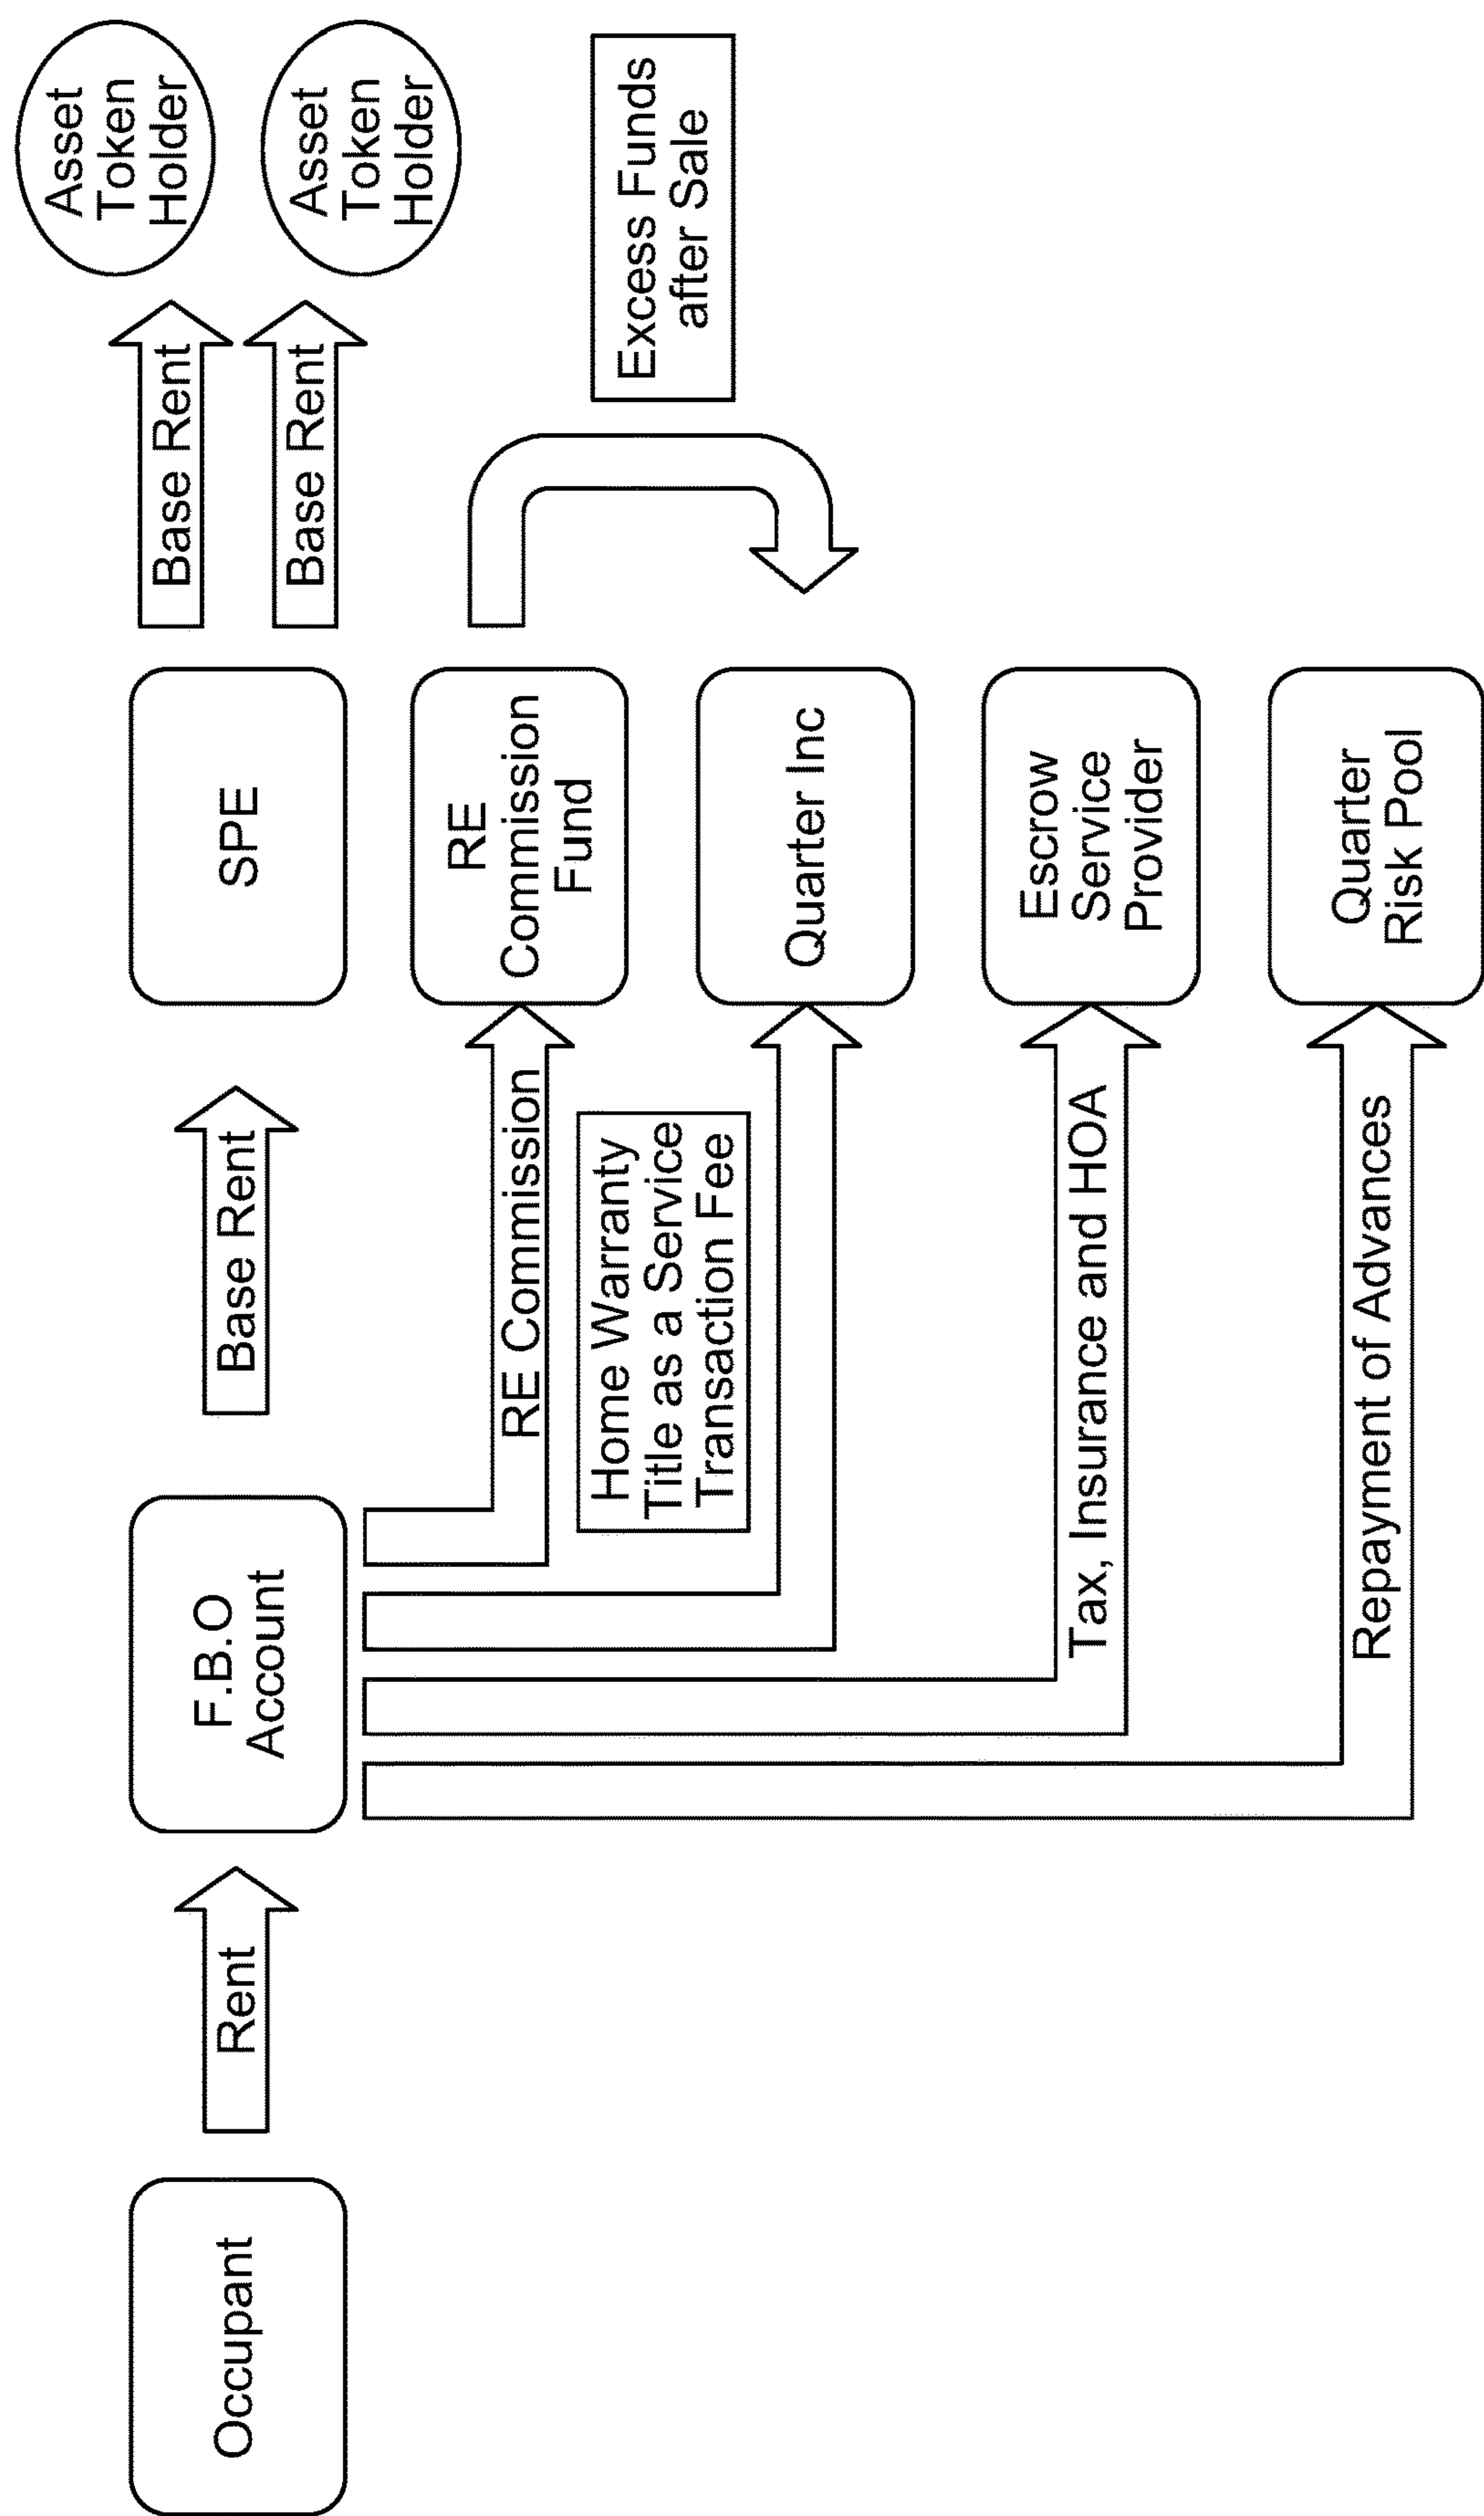 Occupant
Rent
F.B.O
Account
Base Rent
SPE
Base Rent
Base Rent
Asset
Token
Holder
Asset
Token
Holder
RE Commission
RE
Commission
Fund
Excess Funds
after Sale
Home Warranty
Title as a Service
Transaction Fee
Quarter Inc
Tax, Insurance and HOA
Escrow
Service
Provider
Repayment of Advances
Quarter
Risk Pool